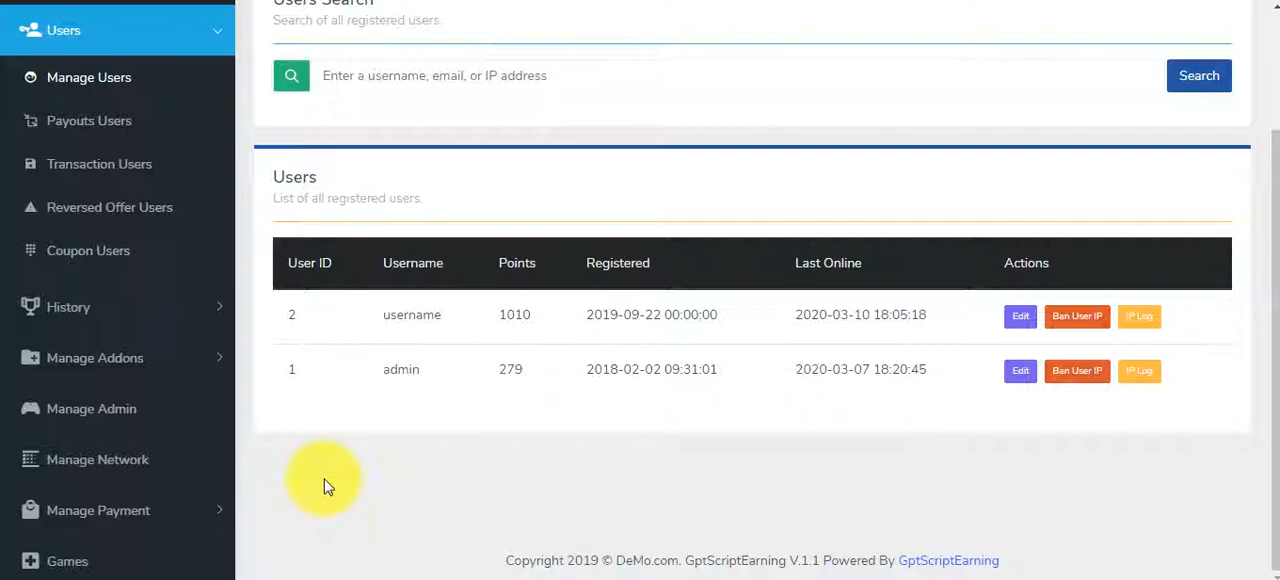 Users
Manage Users
Payouts Users
Transaction Users
Reversed Offer Users
Coupon Users
History
Manage Addons
Manage Admin
Manage Network
Manage Payment
Games
Users Search
Search of all registered users.
Enter a username, email, or IP address
Search
Users
List of all registered users.
User ID Username Points Registered Last Online Actions
2 username 1010 2019-09-22 00:00:00 2020-03-10 18:05:18 Edit Ban User IP IP Log
1 admin 279 2018-02-02 09:31:01 2020-03-07 18:20:45 Edit Ban User IP IP Log
Copyright 2019 © DeMo.com. GptScriptEarning V.1.1 Powered By GptScriptEarning